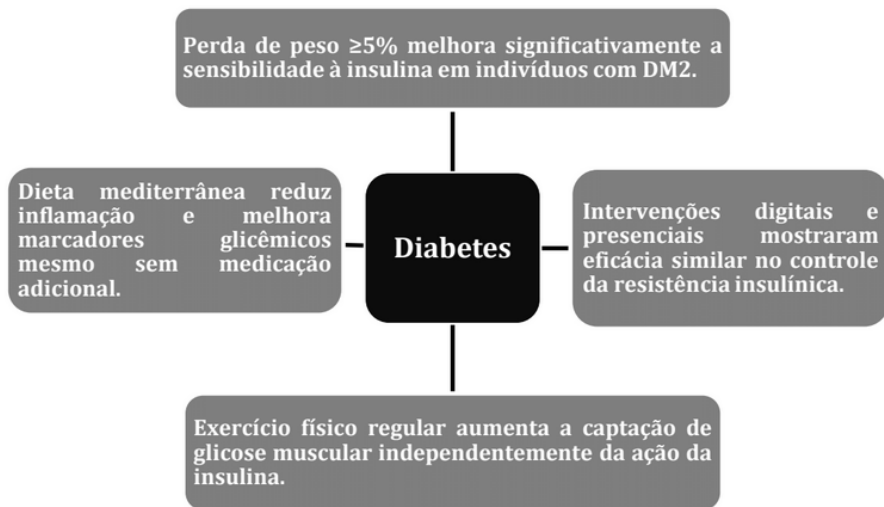 Perda de peso ≥5% melhora significativamente a
sensibilidade à insulina em indivíduos com DM2.
Dieta mediterrânea reduz
inflamação e melhora
marcadores glicêmicos
mesmo sem medicação
adicional.
Diabetes
Intervenções digitais e
presenciais mostraram
eficácia similar no controle
da resistência insulínica.
Exercício físico regular aumenta a captação de
glicose muscular independentemente da ação da
insulina.